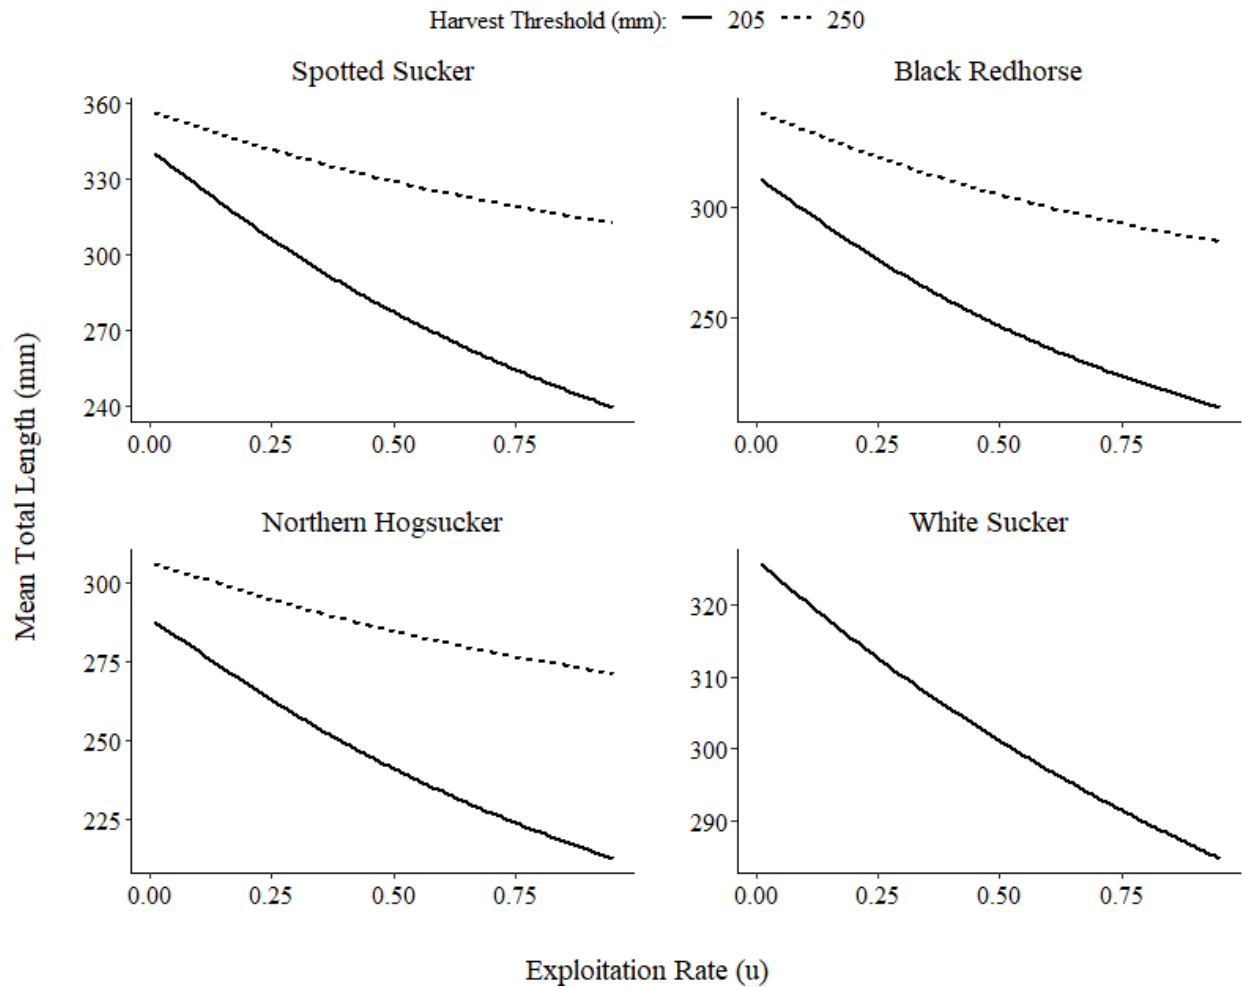 Harvest Threshold (mm): 205 250
Spotted Sucker
Black Redhorse
360
330
300
270
240
0.00 0.25 0.50 0.75
300
250
0.00 0.25 0.50 0.75
Mean Total Length (mm)
Northern Hogsucker
White Sucker
300
275
250
225
0.00 0.25 0.50 0.75
320
310
300
290
0.00 0.25 0.50 0.75
Exploitation Rate (u)